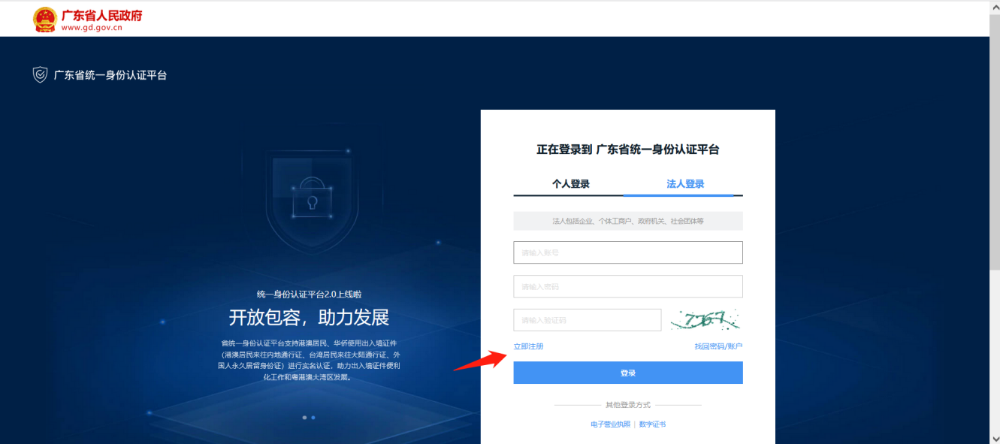 广东省人民政府
www.gd.gov.cn
广东省统一身份认证平台
统一身份认证平台2.0上线啦
开放包容，助力发展
省统一身份认证平台支持港澳居民、华侨使用出入境证件
（港澳居民来往内地通行证、台湾居民来往大陆通行证、外
国人永久居留身份证）进行实名认证，助力出入境证件便利
化工作和粤港澳大湾区发展。
正在登录到 广东省统一身份认证平台
个人登录 法人登录
法人包括企业、个体工商户、政府机关、社会团体等
请输入账号
请输入密码
请输入验证码 7767
立即注册 找回密码/账户
登录
其他登录方式
电子营业执照 | 数字证书